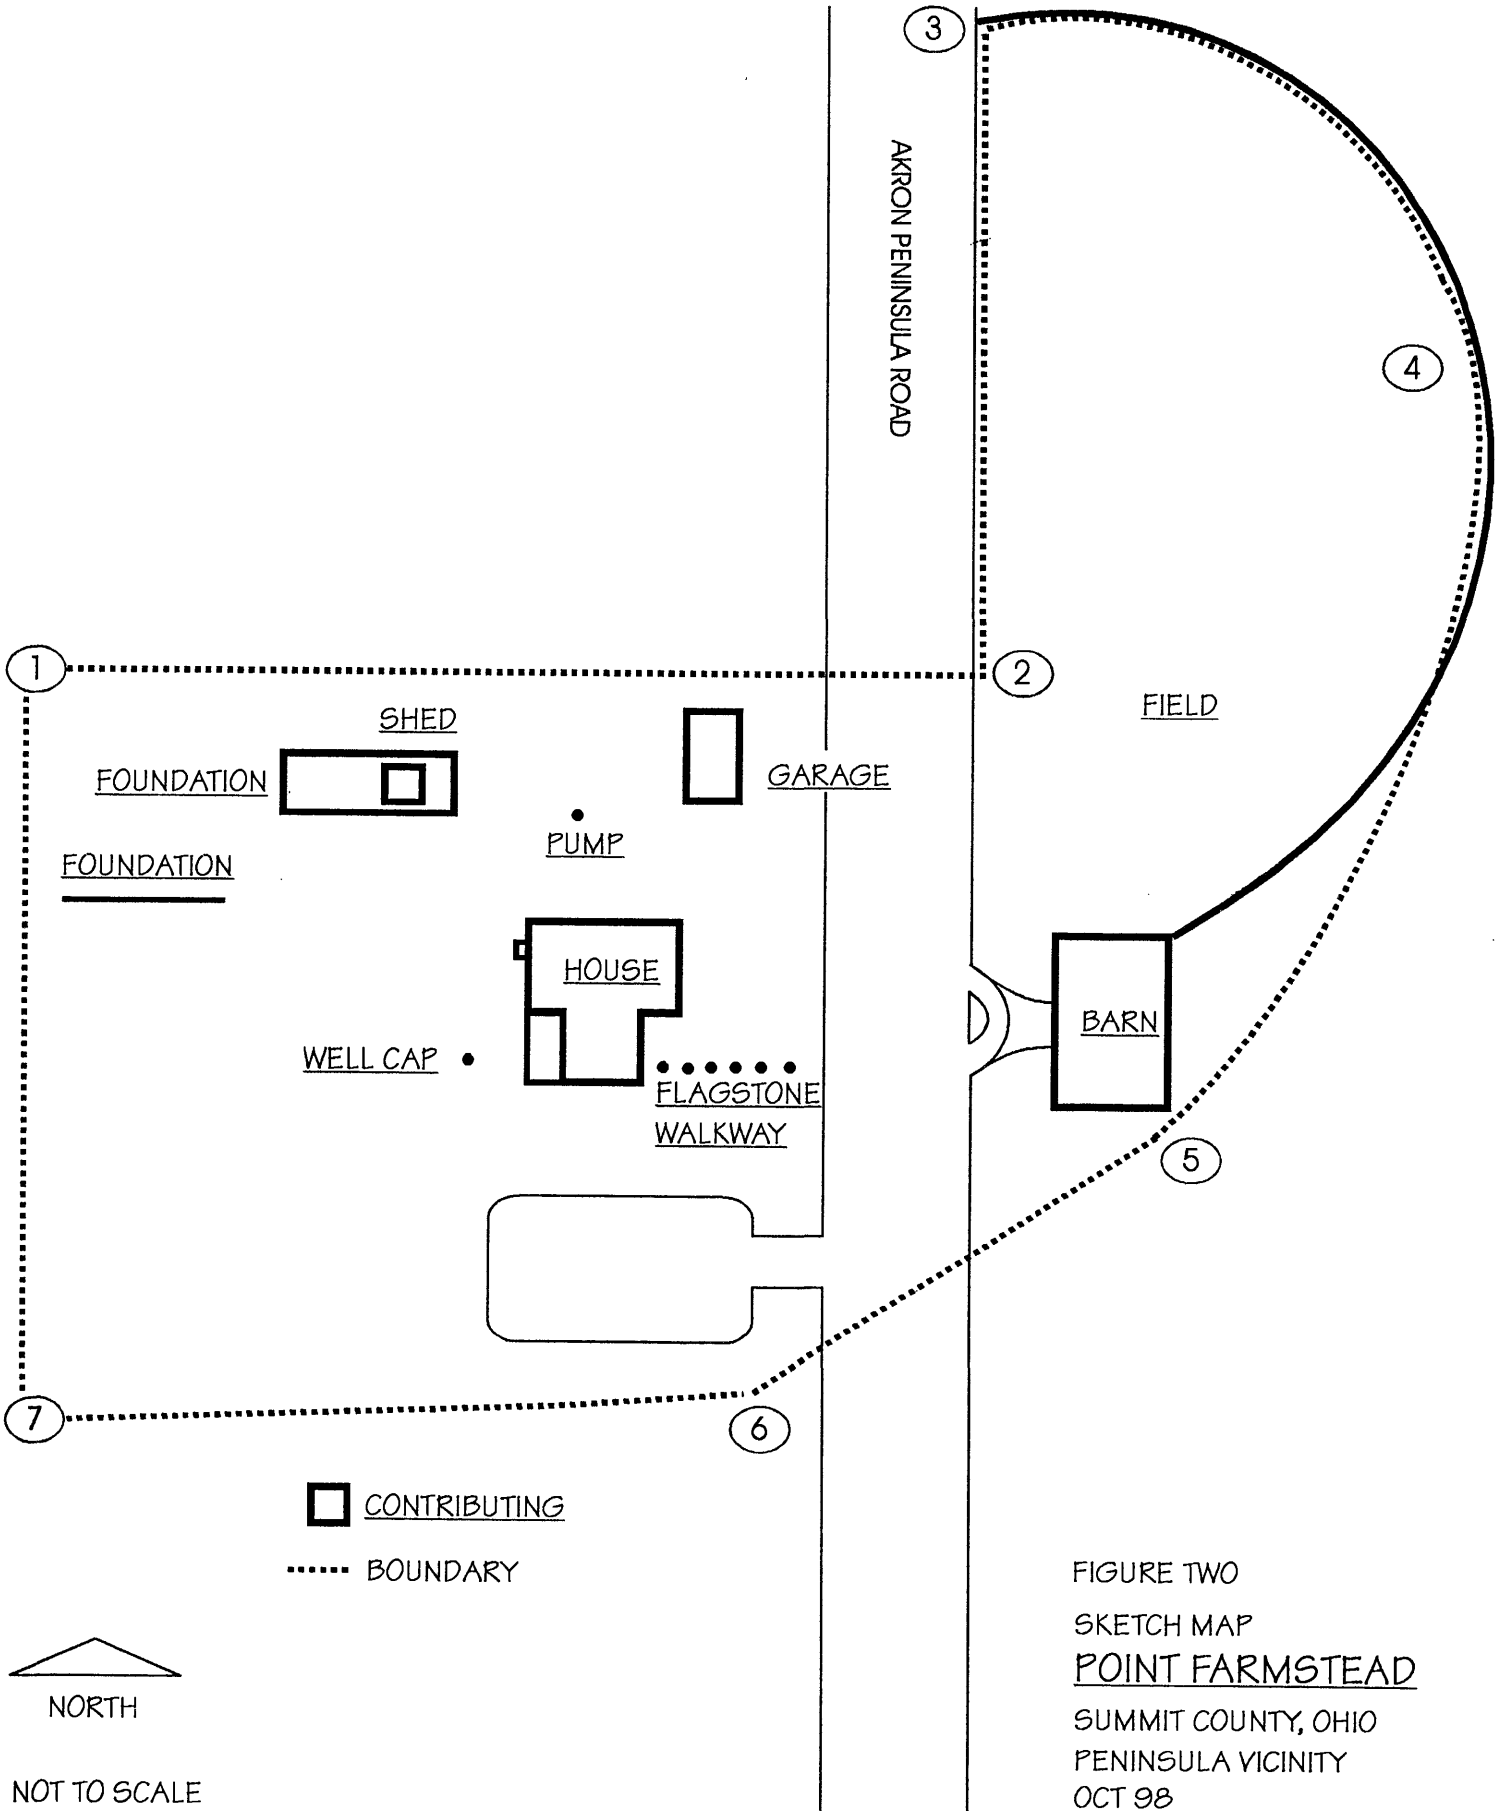 3
AKRON PENINSULA ROAD
4
1
2
SHED
FIELD
FOUNDATION
GARAGE
PUMP
FOUNDATION
HOUSE
BARN
WELL CAP
FLAGSTONE
WALKWAY
5
7
6
CONTRIBUTING
BOUNDARY
NORTH
NOT TO SCALE
FIGURE TWO
SKETCH MAP
POINT FARMSTEAD
SUMMIT COUNTY, OHIO
PENINSULA VICINITY
OCT 98